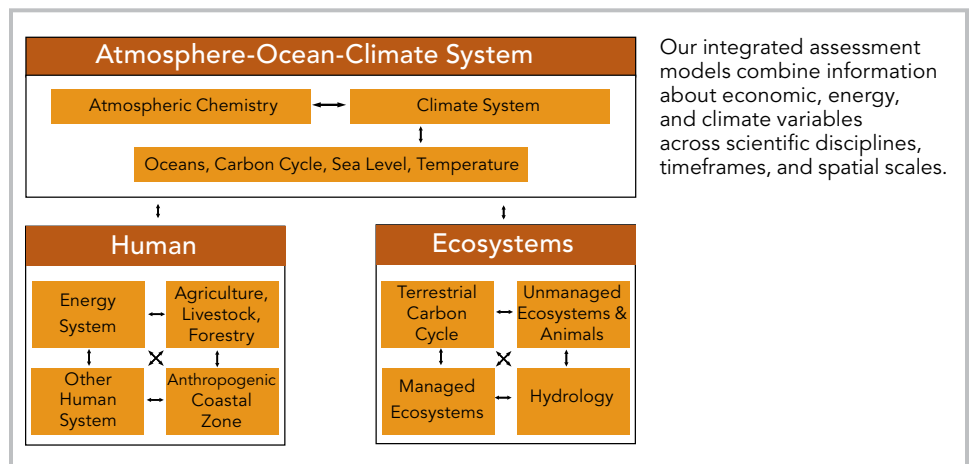 Atmosphere-Ocean-Climate System
Atmospheric Chemistry
Climate System
Oceans, Carbon Cycle, Sea Level, Temperature
Our integrated assessment
models combine information
about economic, energy,
and climate variables
across scientific disciplines,
timeframes, and spatial scales.
Human
Energy
System
Agriculture,
Livestock,
Forestry
Other
Human
System
Anthropogenic
Coastal
Zone
Ecosystems
Terrestrial
Carbon
Cycle
Unmanaged
Ecosystems &
Animals
Managed
Ecosystems
Hydrology